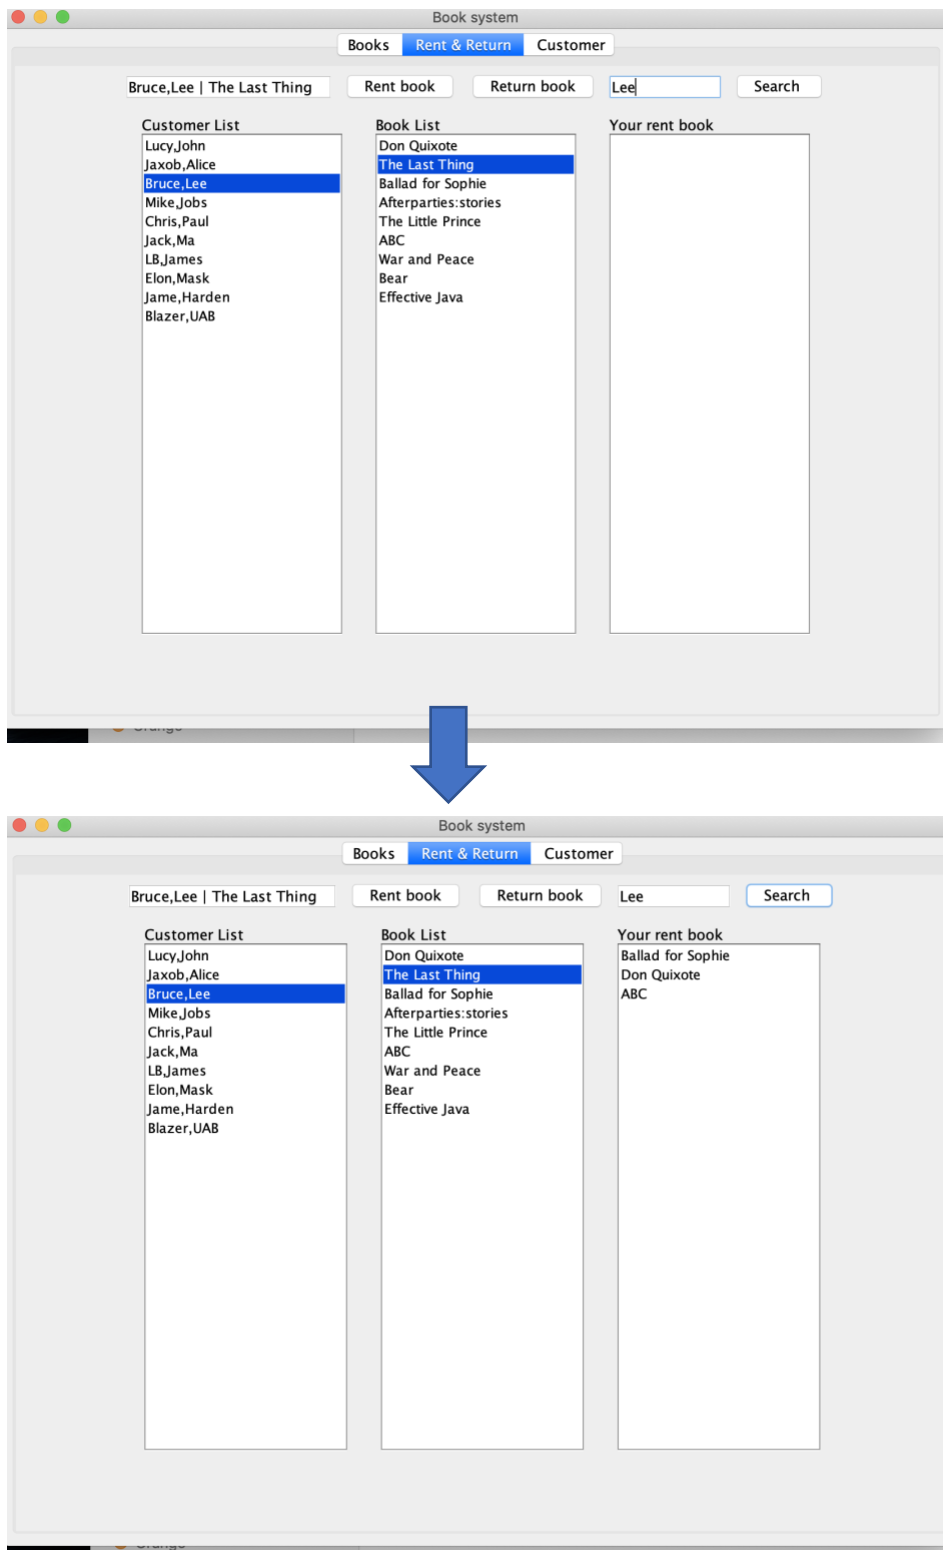 Book system
Books Rent & Return Customer
Bruce,Lee | The Last Thing Rent book Return book Lee Search
Customer List Book List Your rent book
Lucy,John Don Quixote
Jaxob,Alice The Last Thing
Bruce,Lee Ballad for Sophie
Mike,Jobs Afterparties:stories
Chris,Paul The Little Prince
Jack,Ma ABC
LB,James War and Peace
Elon,Mask Bear
Jame,Harden Effective Java
Blazer,UAB
Book system
Books Rent & Return Customer
Bruce,Lee | The Last Thing Rent book Return book Lee Search
Customer List Book List Your rent book
Lucy,John Don Quixote Ballad for Sophie
Jaxob,Alice The Last Thing Don Quixote
Bruce,Lee Ballad for Sophie ABC
Mike,Jobs Afterparties:stories
Chris,Paul The Little Prince
Jack,Ma ABC
LB,James War and Peace
Elon,Mask Bear
Jame,Harden Effective Java
Blazer,UAB